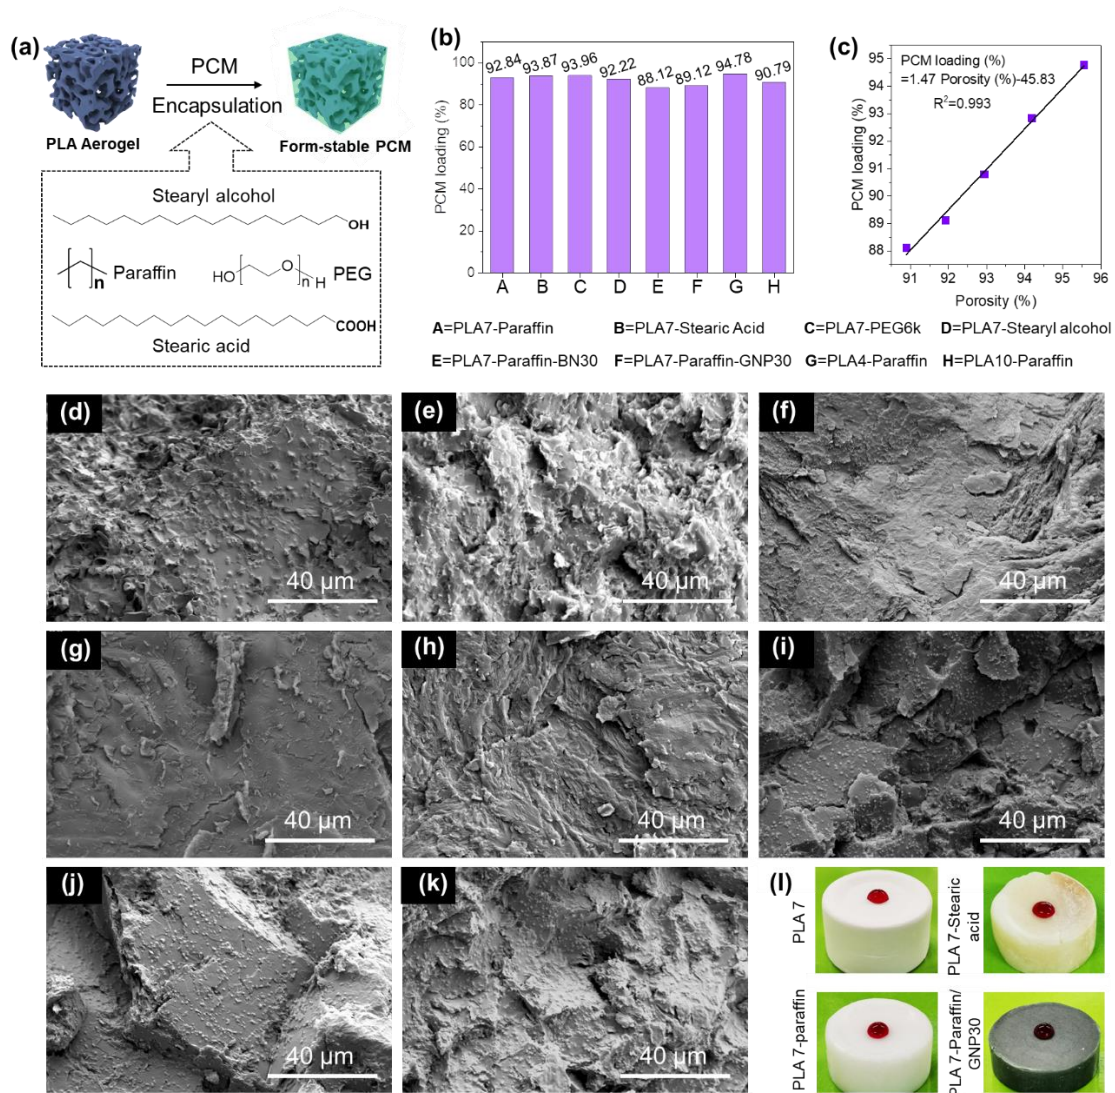 (a)
PCM
Encapsulation
PLA Aerogel
Form-stable PCM
Stearyl alcohol
OH
n
Paraffin
HO
O
n
H
PEG
COOH
Stearic acid
(b)
PCM loading (%)
100
80
60
40
20
0
92.84
93.87
93.96
92.22
88.12
89.12
94.78
90.79
A B C D E F G H
(c)
PCM loading (%)
95
94
93
91
90
89
88
PCM loading (%)
=1.47 Porosity (%)-45.83
R²=0.993
91 92 93 94 95 96
Porosity (%)
A=PLA7-Paraffin B=PLA7-Stearic Acid C=PLA7-PEG6k D=PLA7-Stearyl alcohol
E=PLA7-Paraffin-BN30 F=PLA7-Paraffin-GNP30 G=PLA4-Paraffin H=PLA10-Paraffin
(d)
40 µm
(e)
40 µm
(f)
40 µm
(g)
40 µm
(h)
40 µm
(i)
40 µm
(j)
40 µm
(k)
40 µm
(l)
PLA 7
PLA 7-Stearic
acid
PLA 7-paraffin
PLA 7-Paraffin/
GNP30